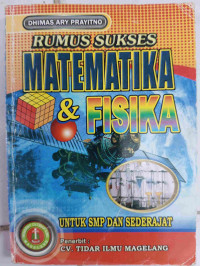 DHIMAS ARY PRAYITNO
RUMUS SUKSES
MATEMATIKA
& FISIKA
UNTUK SMP DAN SEDERAJAT
Penerbit :
CV. TIDAR ILMU MAGELANG